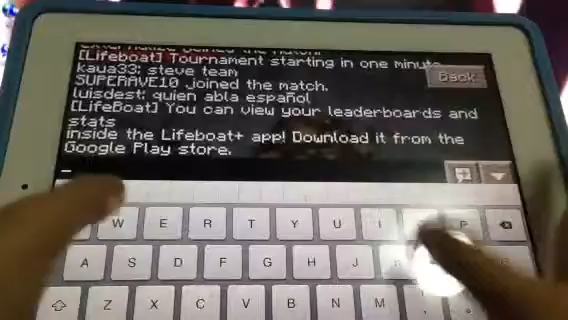 [Lifeboat] Tournament starting in one minute
kaua33: steve team
Back
SUPERAVE10 joined the match.
luisdest: quien abla español
[LifeBoat] You can view your leaderboards and
stats
inside the Lifeboat+ app! Download it from the
Google Play store.
W E R T Y U I P
A S D F G H J
Z X C V B N M